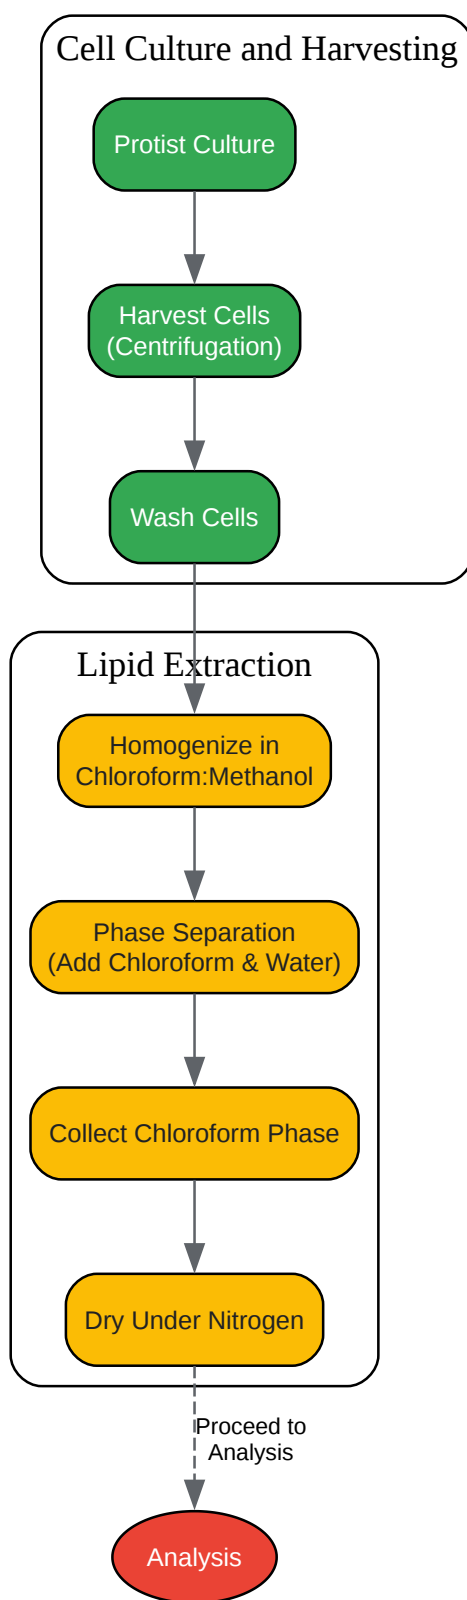 Cell Culture and Harvesting
Protist Culture
Harvest Cells
(Centrifugation)
Wash Cells
Lipid Extraction
Homogenize in
Chloroform:Methanol
Phase Separation
(Add Chloroform & Water)
Collect Chloroform Phase
Dry Under Nitrogen
Proceed to
Analysis
Analysis